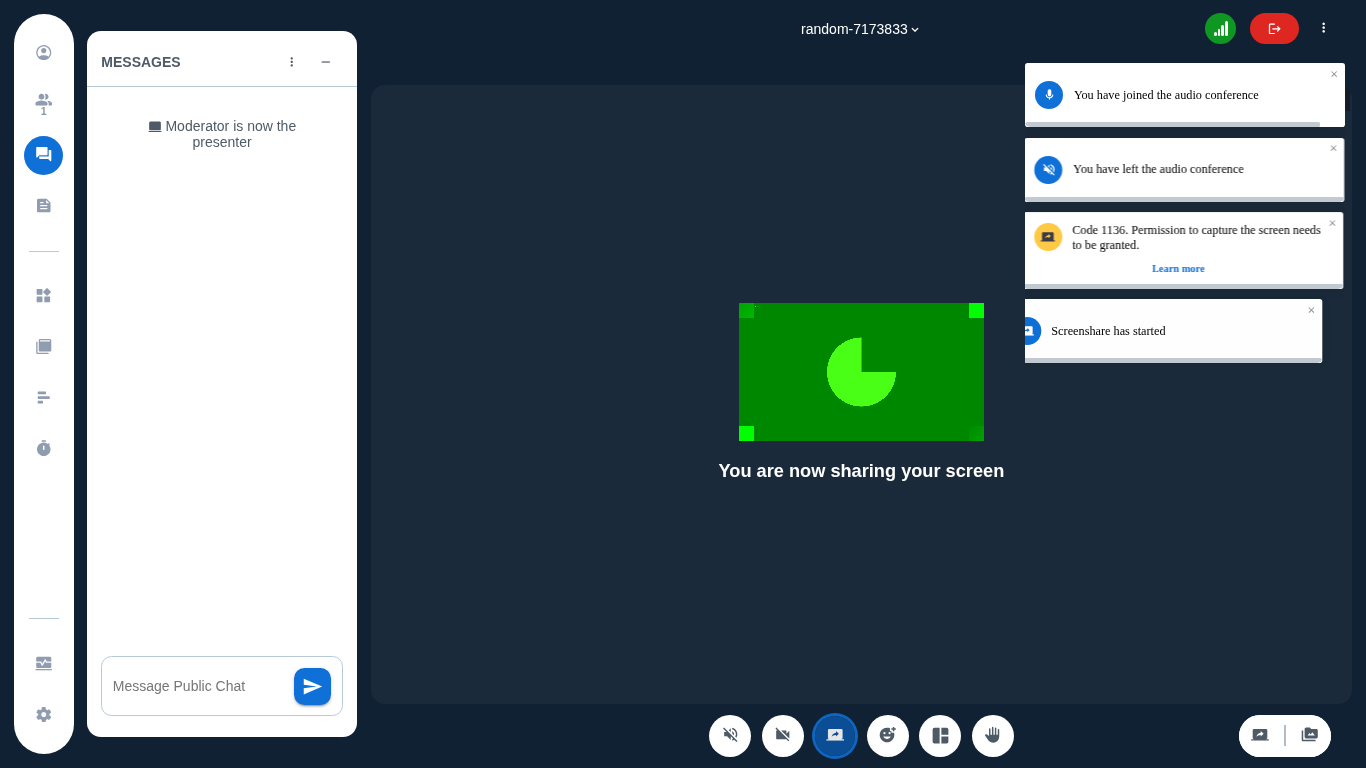 random-7173833
1
MESSAGES
Moderator is now the
presenter
Message Public Chat
You have joined the audio conference
You have left the audio conference
Code 1136. Permission to capture the screen needs
to be granted.
Learn more
Screenshare has started
You are now sharing your screen